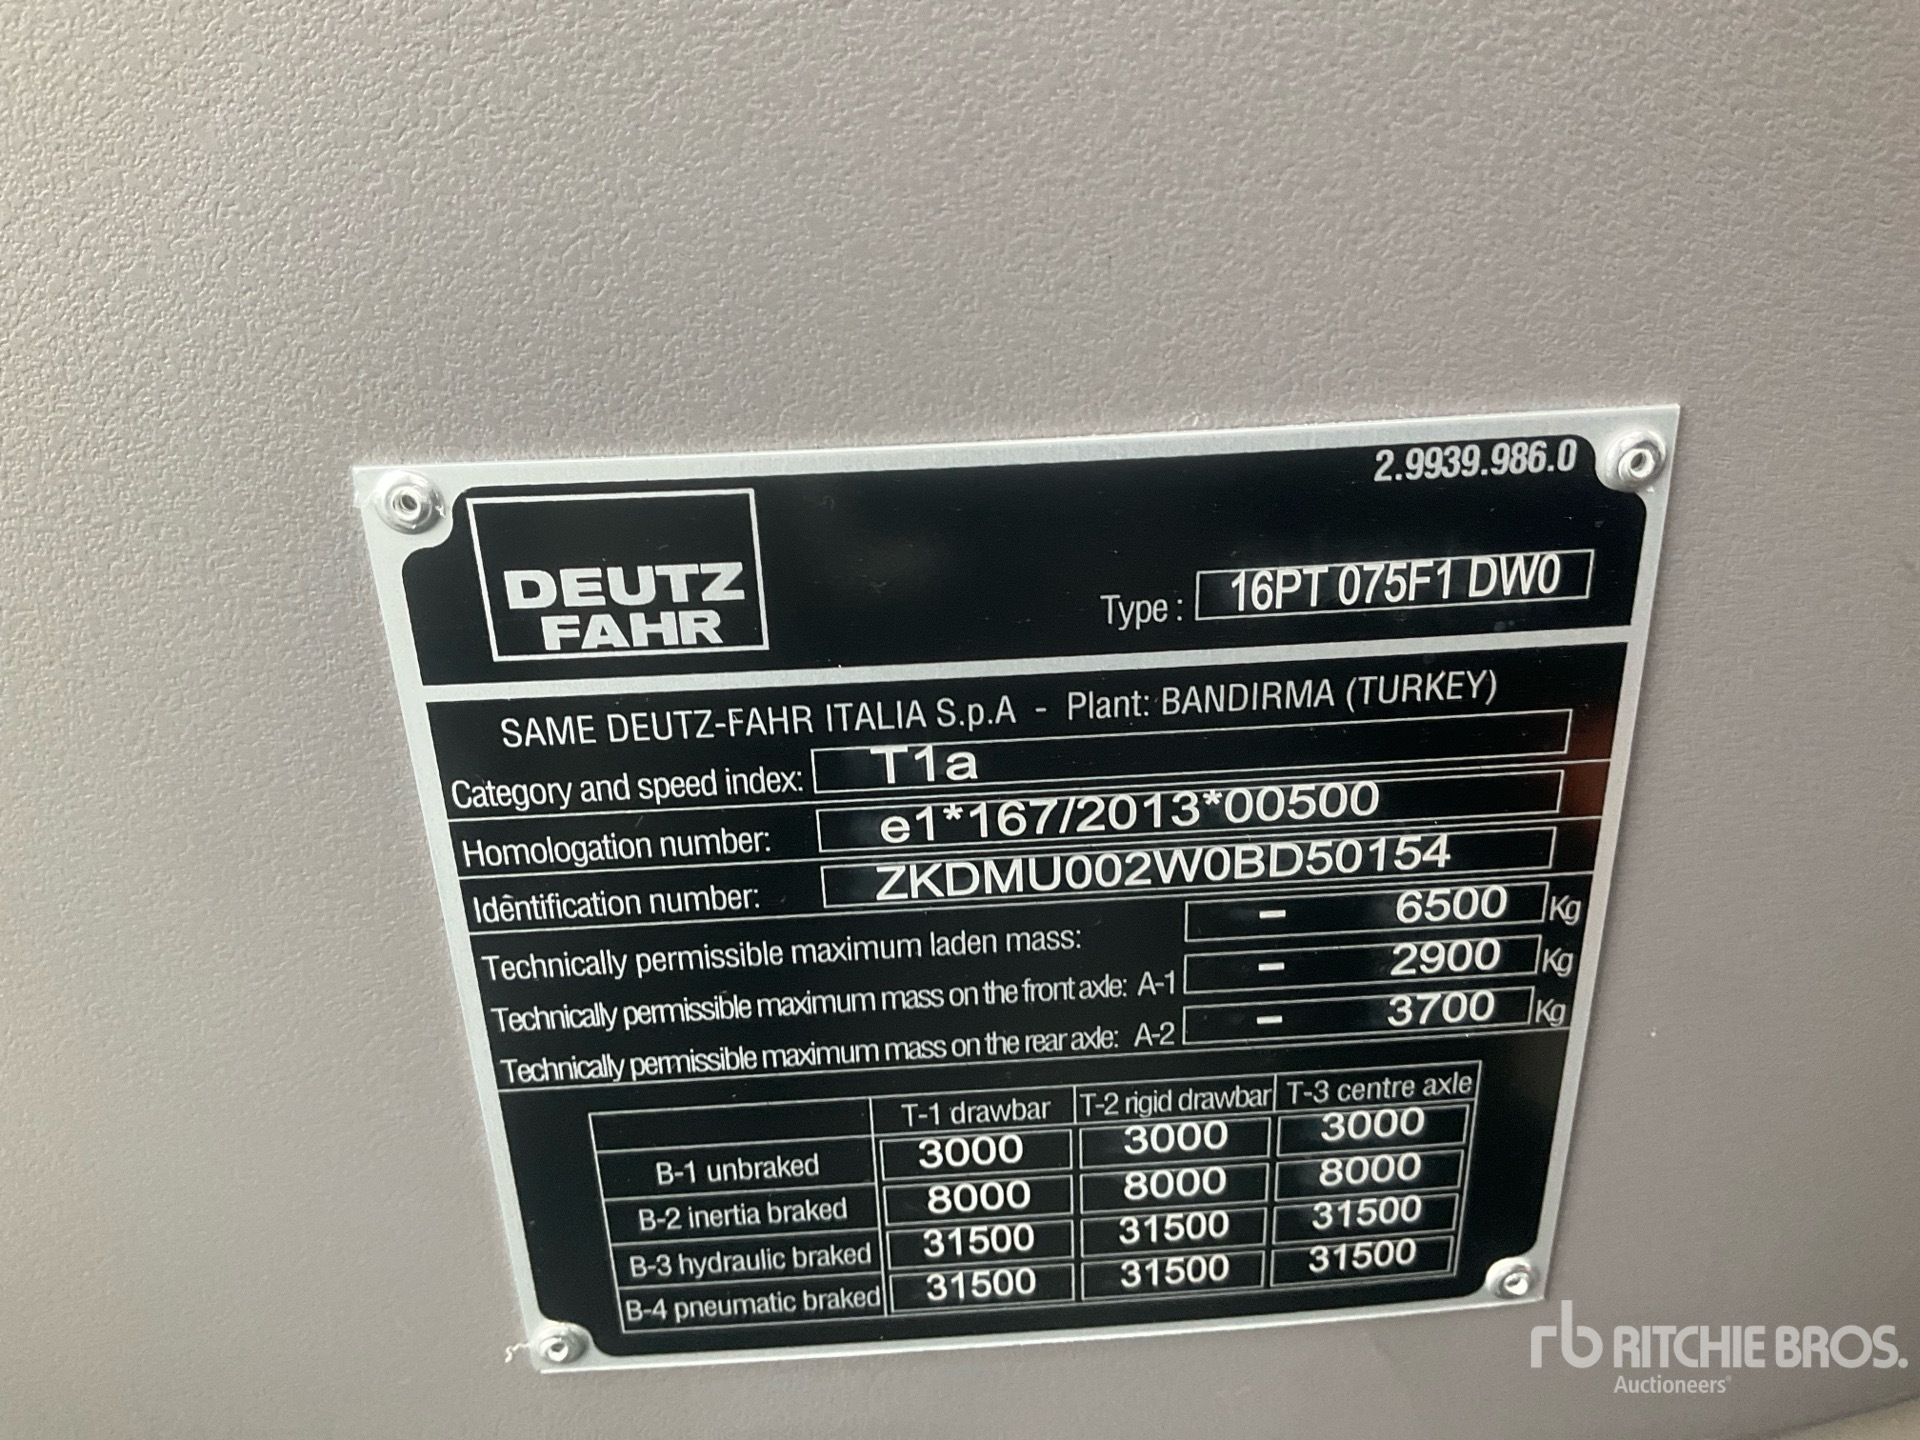 2.9939.986.0
DEUTZ
FAHR
Type : 16PT 075F1 DW0
SAME DEUTZ-FAHR ITALIA S.p.A - Plant: BANDIRMA (TURKEY)
Category and speed index: T1a
Homologation number: e1*167/2013*00500
Identification number: ZKDMU002W0BD50154
Technically permissible maximum laden mass: – 6500 Kg
Technically permissible maximum mass on the front axle: A-1 – 2900 Kg
Technically permissible maximum mass on the rear axle: A-2 – 3700 Kg
T-1 drawbar T-2 rigid drawbar T-3 centre axle
B-1 unbraked 3000 3000 3000
B-2 inertia braked 8000 8000 8000
B-3 hydraulic braked 31500 31500 31500
B-4 pneumatic braked 31500 31500 31500
rb RITCHIE BROS.
Auctioneers